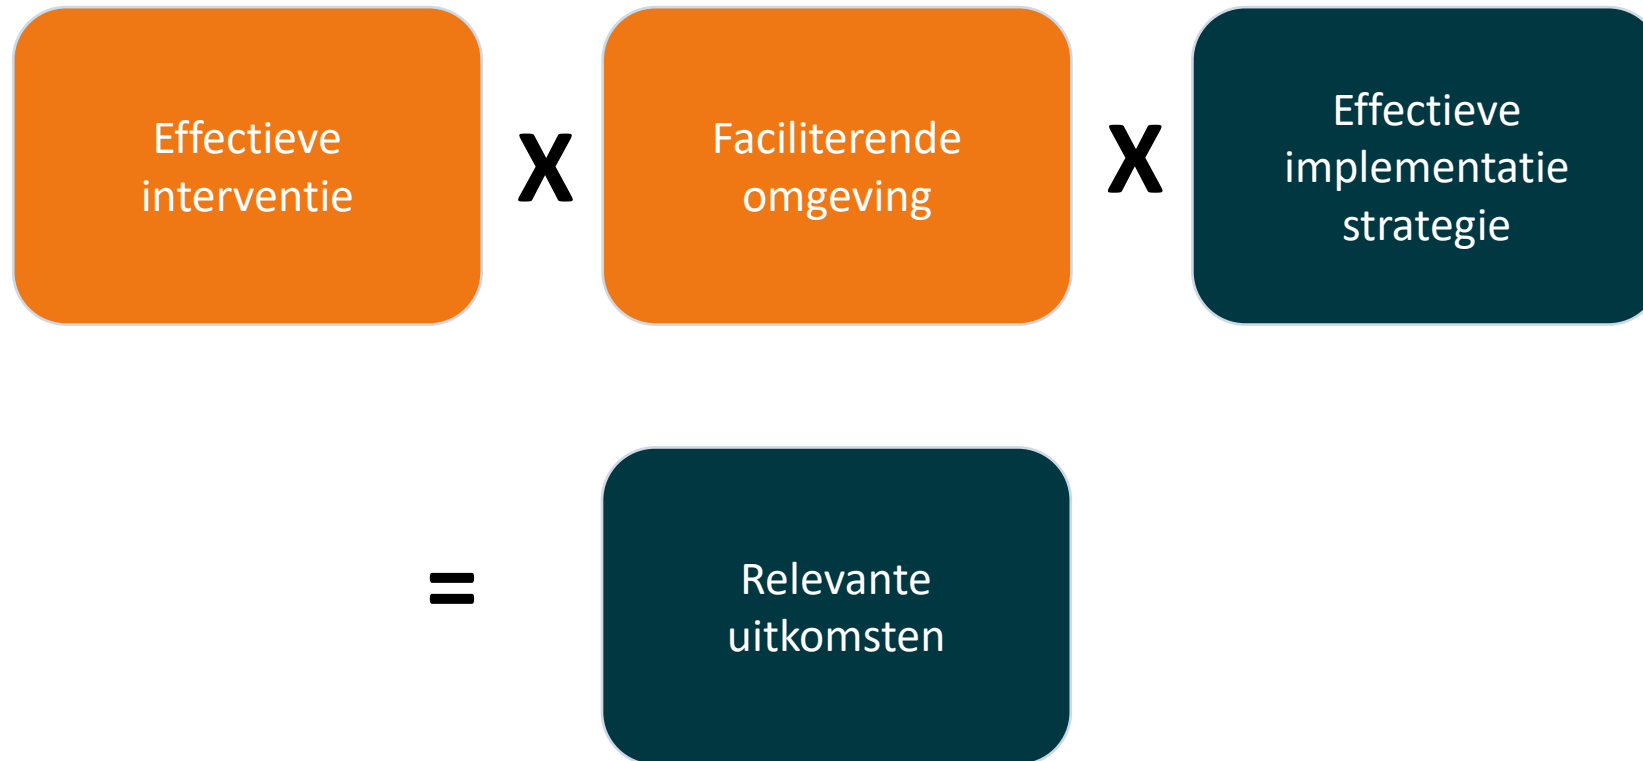 Effectieve
interventie
X
Faciliterende
omgeving
X
Effectieve
implementatie
strategie
=
Relevante
uitkomsten